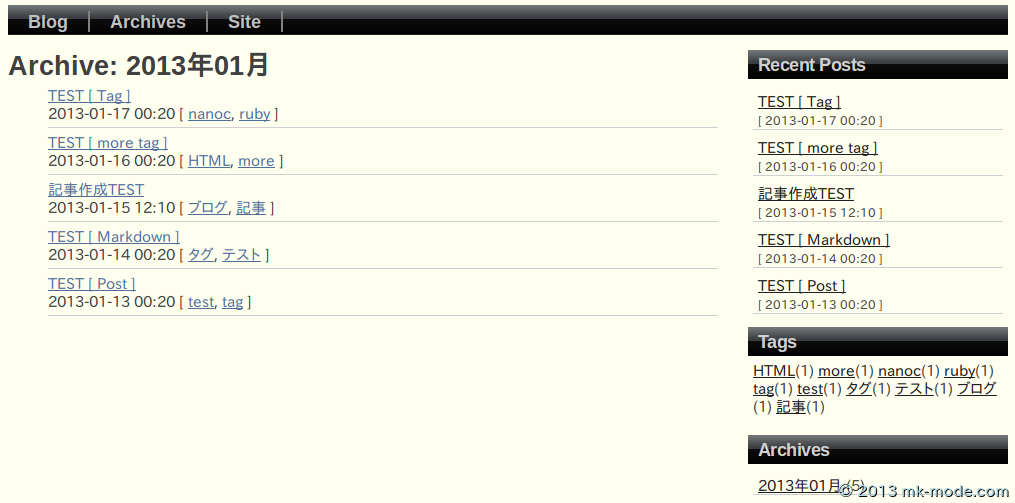 Blog Archives Site
Archive: 2013年01月
TEST [ Tag ]
2013-01-17 00:20 [ nanoc, ruby ]
TEST [ more tag ]
2013-01-16 00:20 [ HTML, more ]
記事作成TEST
2013-01-15 12:10 [ ブログ, 記事 ]
TEST [ Markdown ]
2013-01-14 00:20 [ タグ, テスト ]
TEST [ Post ]
2013-01-13 00:20 [ test, tag ]
Recent Posts
TEST [ Tag ]
[ 2013-01-17 00:20 ]
TEST [ more tag ]
[ 2013-01-16 00:20 ]
記事作成TEST
[ 2013-01-15 12:10 ]
TEST [ Markdown ]
[ 2013-01-14 00:20 ]
TEST [ Post ]
[ 2013-01-13 00:20 ]
Tags
HTML(1) more(1) nanoc(1) ruby(1)
tag(1) test(1) タグ(1) テスト(1) ブログ
(1) 記事(1)
Archives
2013年01月 (5)
© 2013 mk-mode.com